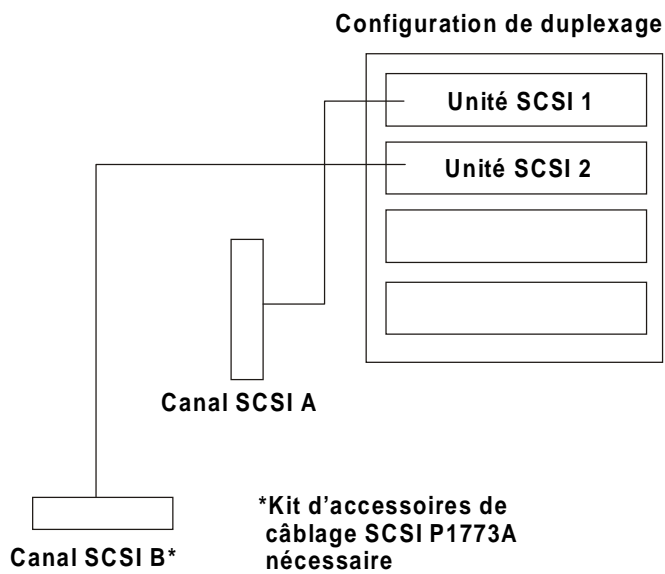 Configuration de duplexage
Unité SCSI 1
Unité SCSI 2
Canal SCSI A
*Kit d’accessoires de
câblage SCSI P1773A
nécessaire
Canal SCSI B*